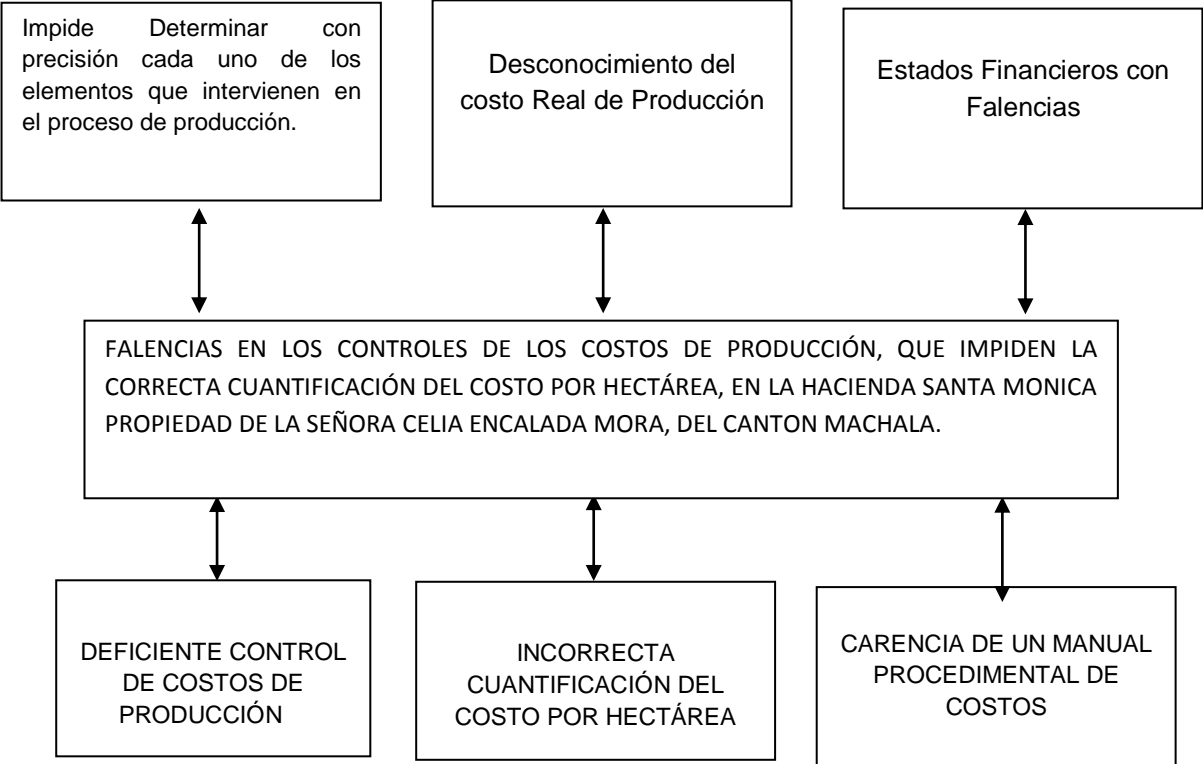 Impide Determinar con
precisión cada uno de los
elementos que intervienen en
el proceso de producción.
Desconocimiento del
costo Real de Producción
Estados Financieros con
Falencias
FALENCIAS EN LOS CONTROLES DE LOS COSTOS DE PRODUCCIÓN, QUE IMPIDEN LA
CORRECTA CUANTIFICACIÓN DEL COSTO POR HECTÁREA, EN LA HACIENDA SANTA MONICA
PROPIEDAD DE LA SEÑORA CELIA ENCALADA MORA, DEL CANTON MACHALA.
DEFICIENTE CONTROL
DE COSTOS DE
PRODUCCIÓN
INCORRECTA
CUANTIFICACIÓN DEL
COSTO POR HECTÁREA
CARENCIA DE UN MANUAL
PROCEDIMENTAL DE
COSTOS